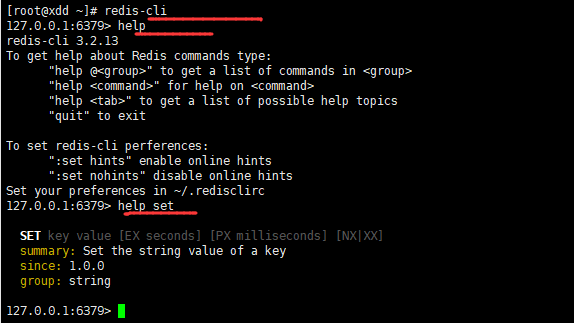 [root@xdd ~]# redis-cli
127.0.0.1:6379> help
redis-cli 3.2.13
To get help about Redis commands type:
      "help @<group>" to get a list of commands in <group>
      "help <command>" for help on <command>
      "help <tab>" to get a list of possible help topics
      "quit" to exit

To set redis-cli perferences:
      ":set hints" enable online hints
      ":set nohints" disable online hints
Set your preferences in ~/.redisclirc
127.0.0.1:6379> help set

  SET key value [EX seconds] [PX milliseconds] [NX|XX]
  summary: Set the string value of a key
  since: 1.0.0
  group: string

127.0.0.1:6379>